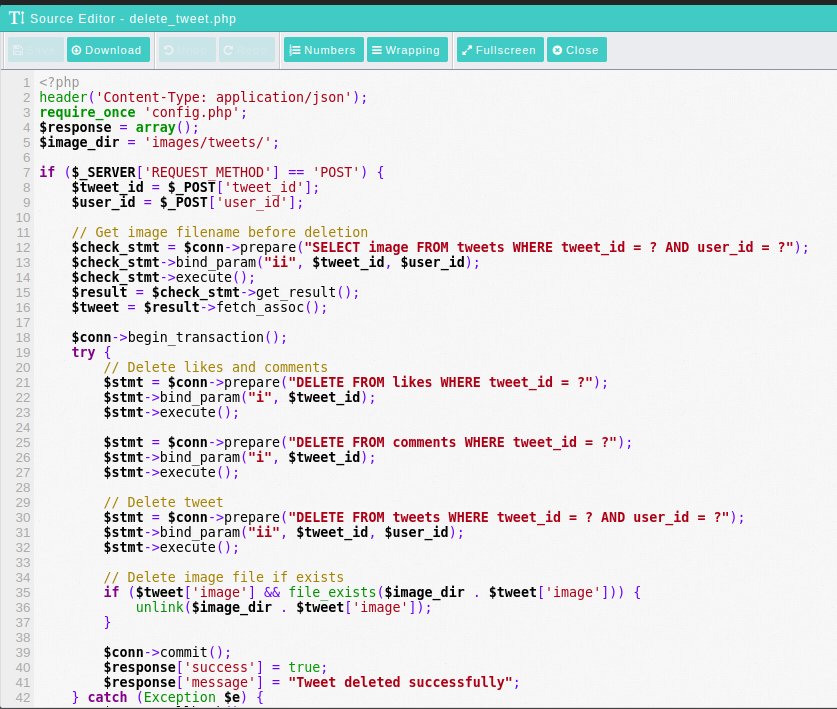 Source Editor - delete_tweet.php
Save Download Undo Redo Numbers Wrapping Fullscreen Close
1 <?php
2 header('Content-Type: application/json');
3 require_once 'config.php';
4 $response = array();
5 $image_dir = 'images/tweets/';
6
7 if ($_SERVER['REQUEST_METHOD'] == 'POST') {
8     $tweet_id = $_POST['tweet_id'];
9     $user_id = $_POST['user_id'];
10
11     // Get image filename before deletion
12     $check_stmt = $conn->prepare("SELECT image FROM tweets WHERE tweet_id = ? AND user_id = ?");
13     $check_stmt->bind_param("ii", $tweet_id, $user_id);
14     $check_stmt->execute();
15     $result = $check_stmt->get_result();
16     $tweet = $result->fetch_assoc();
17
18     $conn->begin_transaction();
19     try {
20         // Delete likes and comments
21         $stmt = $conn->prepare("DELETE FROM likes WHERE tweet_id = ?");
22         $stmt->bind_param("i", $tweet_id);
23         $stmt->execute();
24
25         $stmt = $conn->prepare("DELETE FROM comments WHERE tweet_id = ?");
26         $stmt->bind_param("i", $tweet_id);
27         $stmt->execute();
28
29         // Delete tweet
30         $stmt = $conn->prepare("DELETE FROM tweets WHERE tweet_id = ? AND user_id = ?");
31         $stmt->bind_param("ii", $tweet_id, $user_id);
32         $stmt->execute();
33
34         // Delete image file if exists
35         if ($tweet['image'] && file_exists($image_dir . $tweet['image'])) {
36             unlink($image_dir . $tweet['image']);
37         }
38
39         $conn->commit();
40         $response['success'] = true;
41         $response['message'] = "Tweet deleted successfully";
42     } catch (Exception $e) {